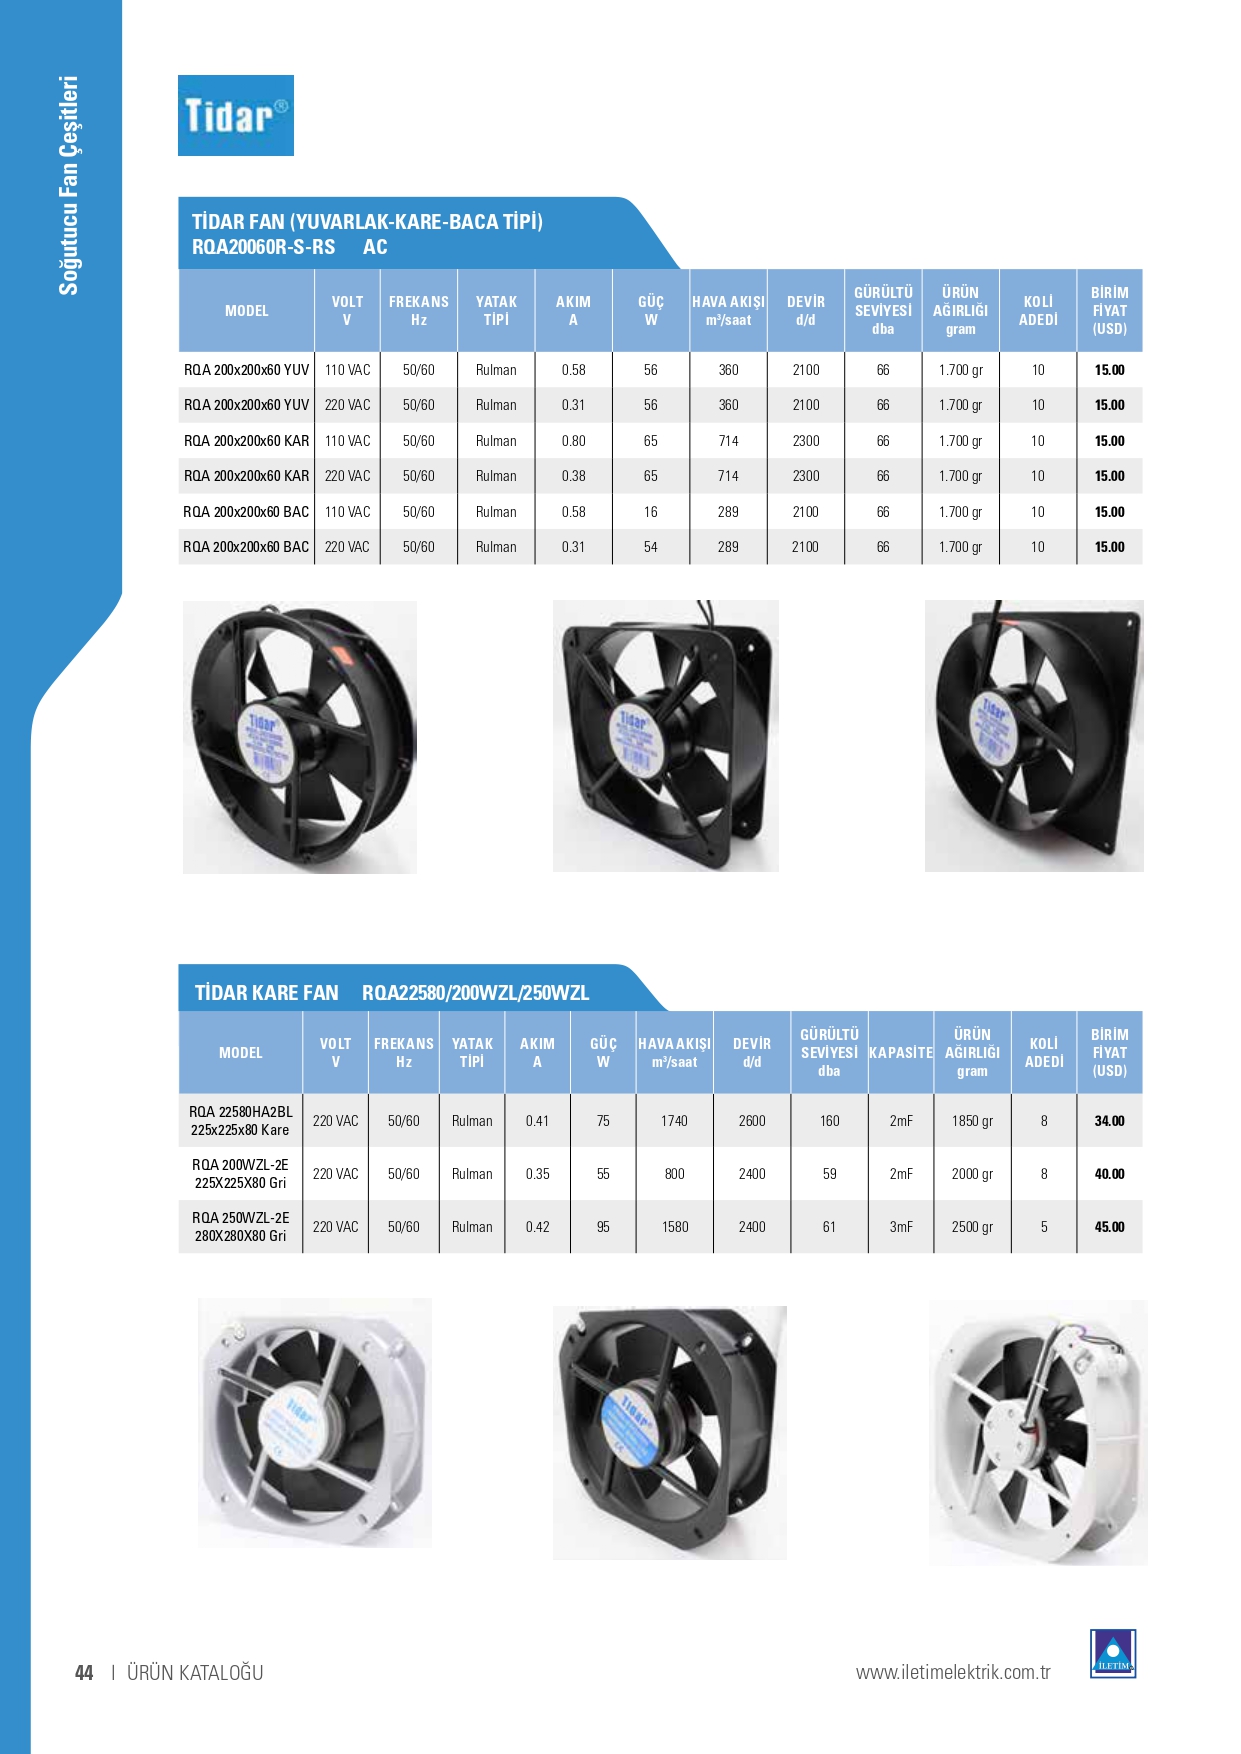 Soğutucu Fan Çeşitleri
Tidar®
TİDAR FAN (YUVARLAK-KARE-BACA TİPİ)
RQA20060R-S-RS AC
MODEL VOLT V FREKANS Hz YATAK TİPİ AKIM A GÜÇ W HAVA AKIŞI m³/saat DEVİR d/d GÜRÜLTÜ SEVİYESİ dba ÜRÜN AĞIRLIĞI gram KOLİ ADEDİ BİRİM FİYAT (USD)
RQA 200x200x60 YUV 110 VAC 50/60 Rulman 0.58 56 360 2100 66 1.700 gr 10 15.00
RQA 200x200x60 YUV 220 VAC 50/60 Rulman 0.31 56 360 2100 66 1.700 gr 10 15.00
RQA 200x200x60 KAR 110 VAC 50/60 Rulman 0.80 65 714 2300 66 1.700 gr 10 15.00
RQA 200x200x60 KAR 220 VAC 50/60 Rulman 0.38 65 714 2300 66 1.700 gr 10 15.00
RQA 200x200x60 BAC 110 VAC 50/60 Rulman 0.58 16 289 2100 66 1.700 gr 10 15.00
RQA 200x200x60 BAC 220 VAC 50/60 Rulman 0.31 54 289 2100 66 1.700 gr 10 15.00
Tidar®
Tidar®
Tidar®
TİDAR KARE FAN RQA22580/200WZL/250WZL
MODEL VOLT V FREKANS Hz YATAK TİPİ AKIM A GÜÇ W HAVA AKIŞI m³/saat DEVİR d/d GÜRÜLTÜ SEVİYESİ dba KAPASİTE ÜRÜN AĞIRLIĞI gram KOLİ ADEDİ BİRİM FİYAT (USD)
RQA 22580HA2BL
225x225x80 Kare 220 VAC 50/60 Rulman 0.41 75 1740 2600 160 2mF 1850 gr 8 34.00
RQA 200WZL-2E
225X225X80 Gri 220 VAC 50/60 Rulman 0.35 55 800 2400 59 2mF 2000 gr 8 40.00
RQA 250WZL-2E
280X280X80 Gri 220 VAC 50/60 Rulman 0.42 95 1580 2400 61 3mF 2500 gr 5 45.00
Tidar®
Tidar®
44 | ÜRÜN KATALOĞU
www.iletimelektrik.com.tr
İLETİM